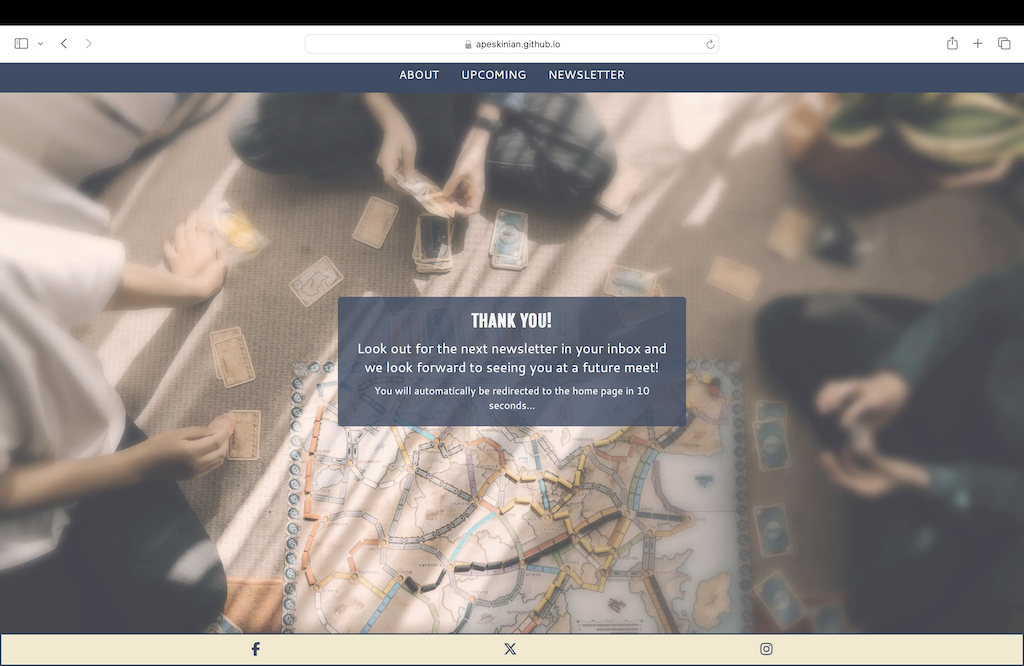 apeskinian.github.io
ABOUT UPCOMING NEWSLETTER
THANK YOU!
Look out for the next newsletter in your inbox and
we look forward to seeing you at a future meet!
You will automatically be redirected to the home page in 10
seconds...